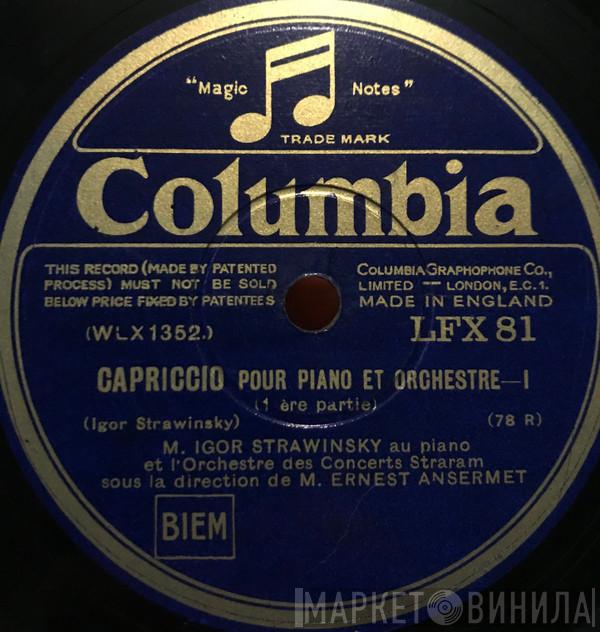 "Magic Notes"
TRADE MARK
Columbia
THIS RECORD (MADE BY PATENTED
PROCESS) MUST NOT BE SOLD
BELOW PRICE FIXED BY PATENTEES
COLUMBIA GRAPHOPHONE CO.,
LIMITED — LONDON, E.C.1.
MADE IN ENGLAND
(WLX1352.)
LFX 81
CAPRICCIO POUR PIANO ET ORCHESTRE—I
(1 ère partie)
(Igor Strawinsky)
(78 R)
M. IGOR STRAWINSKY au piano
et l'Orchestre des Concerts Straram
sous la direction de M. ERNEST ANSERMET
BIEM
МАРКЕТ ВИНИЛА